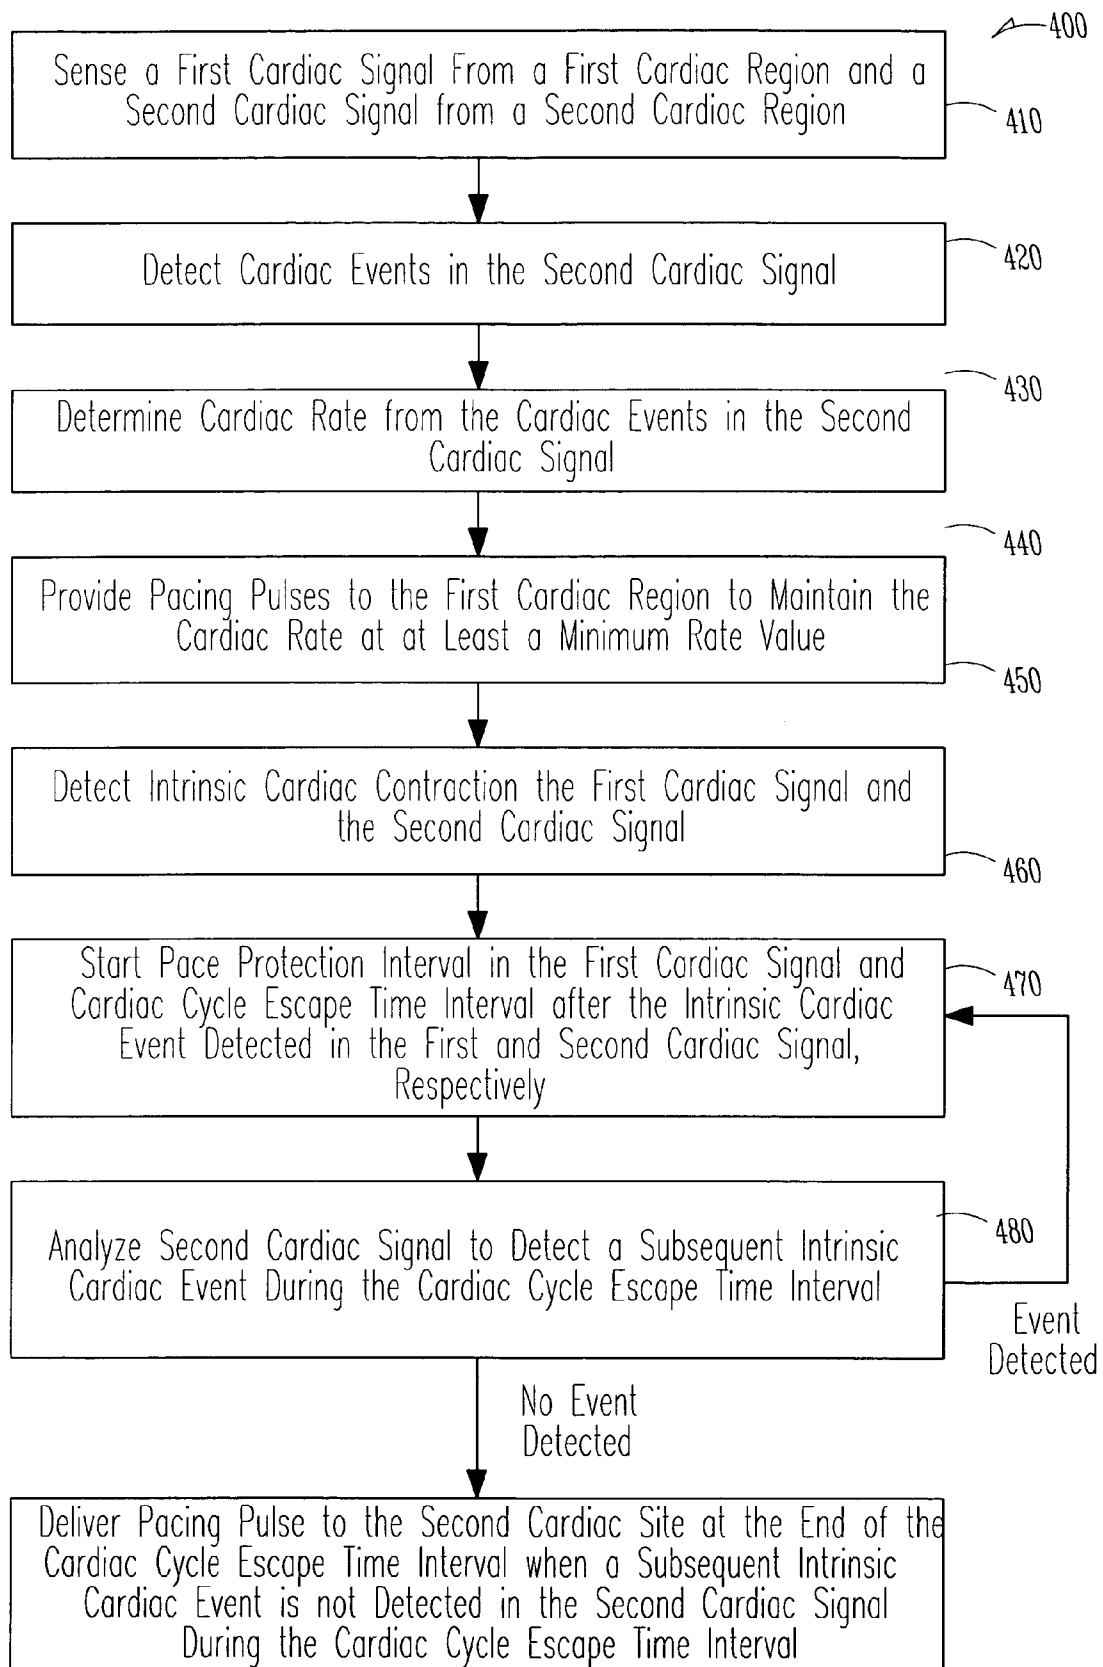 400
Sense a First Cardiac Signal From a First Cardiac Region and a
Second Cardiac Signal from a Second Cardiac Region
410
Detect Cardiac Events in the Second Cardiac Signal
420
430
Determine Cardiac Rate from the Cardiac Events in the Second
Cardiac Signal
440
Provide Pacing Pulses to the First Cardiac Region to Maintain the
Cardiac Rate at at Least a Minimum Rate Value
450
Detect Intrinsic Cardiac Contraction the First Cardiac Signal and
the Second Cardiac Signal
460
Start Pace Protection Interval in the First Cardiac Signal and
Cardiac Cycle Escape Time Interval after the Intrinsic Cardiac
Event Detected in the First and Second Cardiac Signal,
Respectively
470
Analyze Second Cardiac Signal to Detect a Subsequent Intrinsic
Cardiac Event During the Cardiac Cycle Escape Time Interval
480
Event
Detected
No Event
Detected
Deliver Pacing Pulse to the Second Cardiac Site at the End of the
Cardiac Cycle Escape Time Interval when a Subsequent Intrinsic
Cardiac Event is not Detected in the Second Cardiac Signal
During the Cardiac Cycle Escape Time Interval